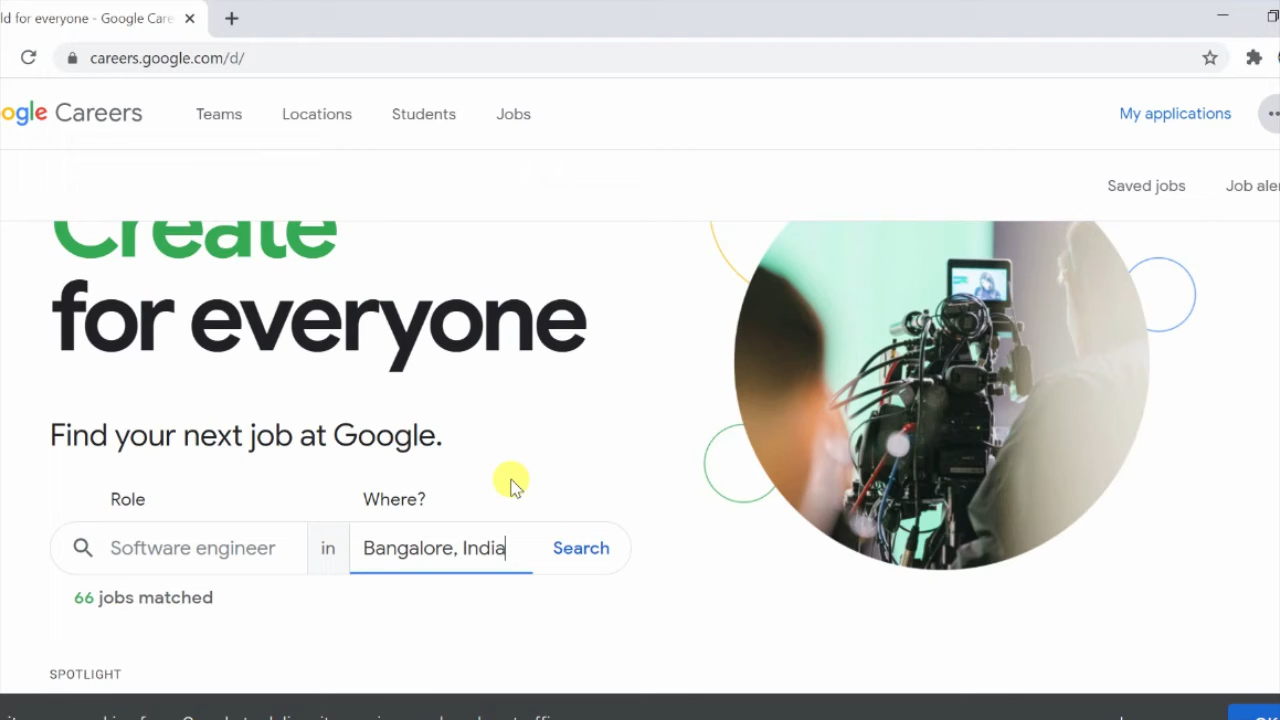 ld for everyone - Google Care
careers.google.com/d/
ogle Careers Teams Locations Students Jobs My applications
Saved jobs Job aler
Create
for everyone
Find your next job at Google.
Role Where?
Software engineer in Bangalore, India Search
66 jobs matched
SPOTLIGHT